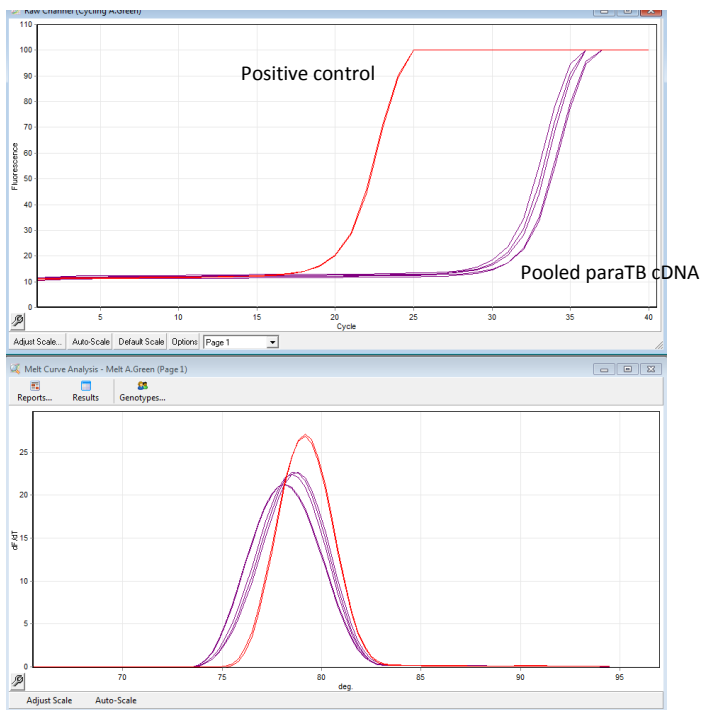 Raw Channel (Cycling A.Green)
110
100
90
80
70
60
50
40
30
20
10
0
Fluorescence
Positive control
Pooled paraTB cDNA
5 10 15 20 25 30 35 40
Cycle
Adjust Scale... Auto-Scale Default Scale Options Page 1
Melt Curve Analysis - Melt A.Green (Page 1)
Reports... Results Genotypes...
25
20
15
10
5
0
dF/dT
70 75 80 85 90 95
deg.
Adjust Scale Auto-Scale